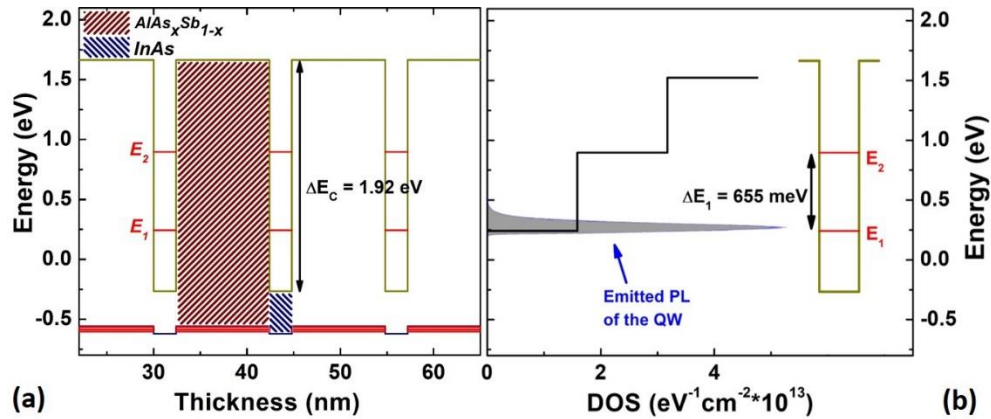 AlAsxSb1-x
InAs
Energy (eV)
2.0
1.5
1.0
0.5
0.0
-0.5
E2
E1
ΔEC = 1.92 eV
30
40
50
60
Thickness (nm)
(a)
ΔE1 = 655 meV
E2
E1
Emitted PL
of the QW
0
2
4
6
DOS (eV-1cm-2*1013)
2.0
1.5
1.0
0.5
0.0
-0.5
Energy (eV)
(b)